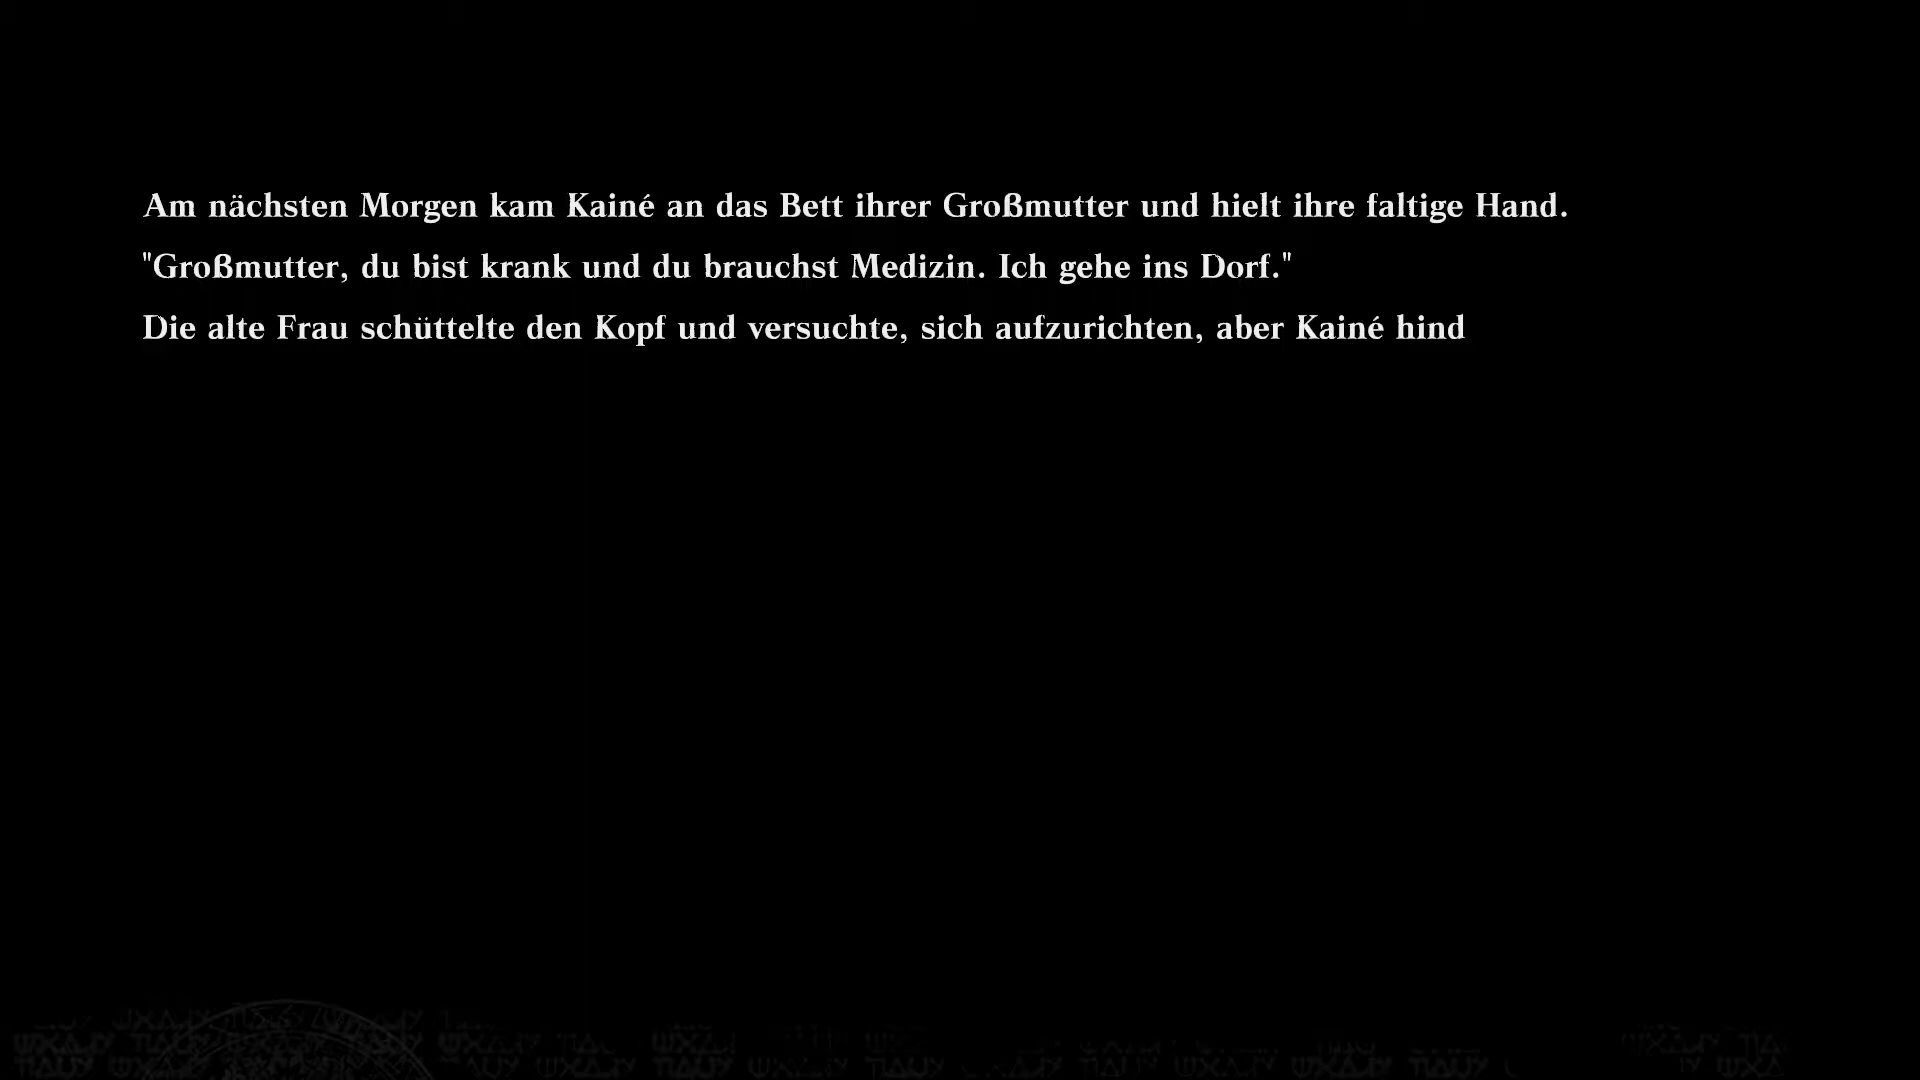 Am nächsten Morgen kam Kainé an das Bett ihrer Großmutter und hielt ihre faltige Hand.
"Großmutter, du bist krank und du brauchst Medizin. Ich gehe ins Dorf."
Die alte Frau schüttelte den Kopf und versuchte, sich aufzurichten, aber Kainé hind